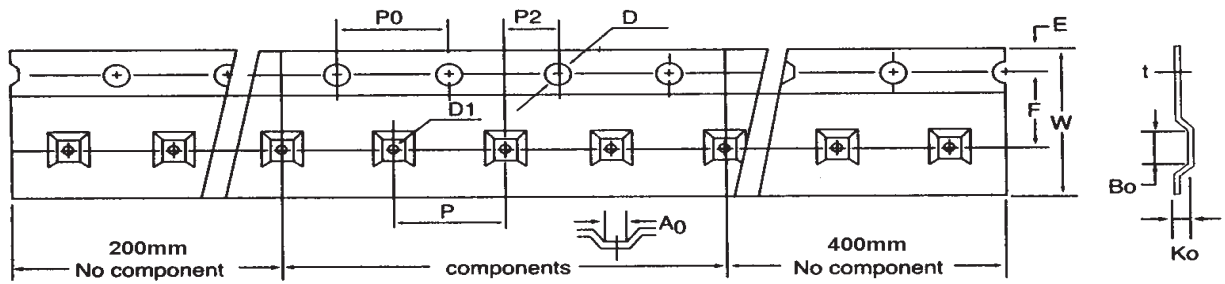 P0
P2
D
E
t
D1
F
W
Bo
P
A0
200mm
No component
components
400mm
No component
Ko